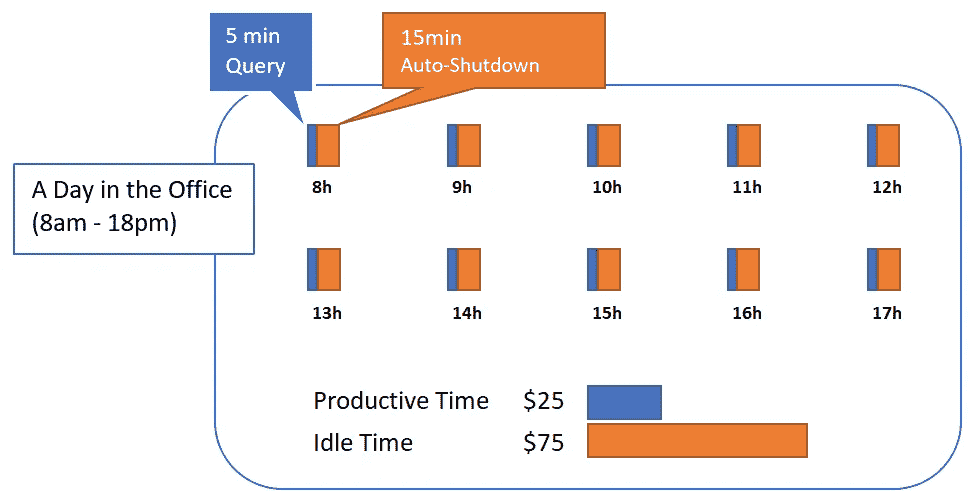 5 min
Query
15min
Auto-Shutdown
A Day in the Office
(8am - 18pm)
8h
9h
10h
11h
12h
13h
14h
15h
16h
17h
Productive Time $25
Idle Time $75